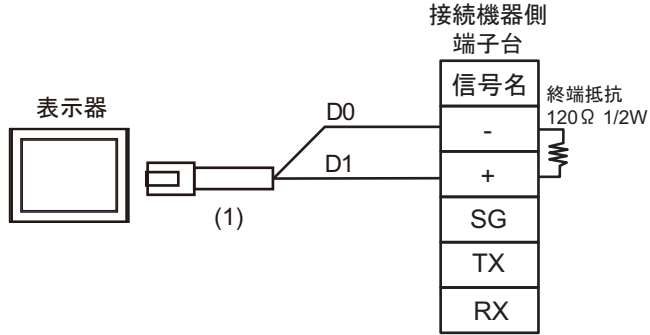 接続機器側
端子台
信号名
終端抵抗
120Ω 1/2W
表示器
D0
-
D1
+
(1)
SG
TX
RX